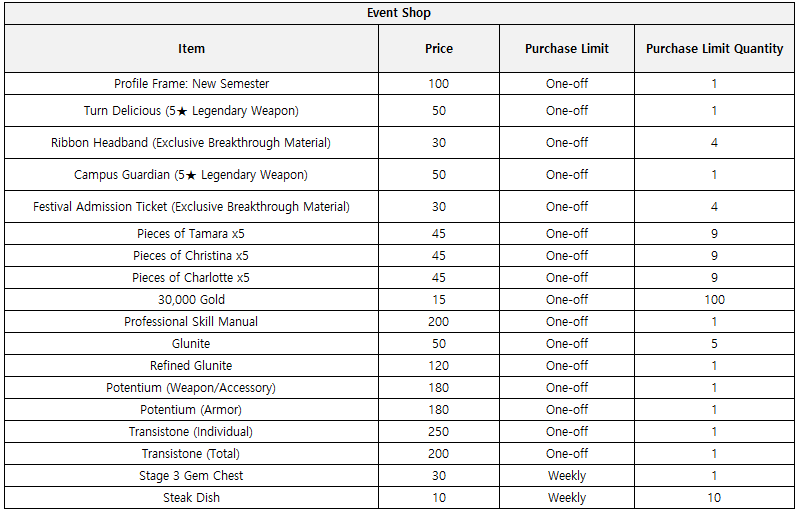 Event Shop
Item Price Purchase Limit Purchase Limit Quantity
Profile Frame: New Semester 100 One-off 1
Turn Delicious (5★ Legendary Weapon) 50 One-off 1
Ribbon Headband (Exclusive Breakthrough Material) 30 One-off 4
Campus Guardian (5★ Legendary Weapon) 50 One-off 1
Festival Admission Ticket (Exclusive Breakthrough Material) 30 One-off 4
Pieces of Tamara x5 45 One-off 9
Pieces of Christina x5 45 One-off 9
Pieces of Charlotte x5 45 One-off 9
30,000 Gold 15 One-off 100
Professional Skill Manual 200 One-off 1
Glunite 50 One-off 5
Refined Glunite 120 One-off 1
Potentium (Weapon/Accessory) 180 One-off 1
Potentium (Armor) 180 One-off 1
Transistone (Individual) 250 One-off 1
Transistone (Total) 200 One-off 1
Stage 3 Gem Chest 30 Weekly 1
Steak Dish 10 Weekly 10